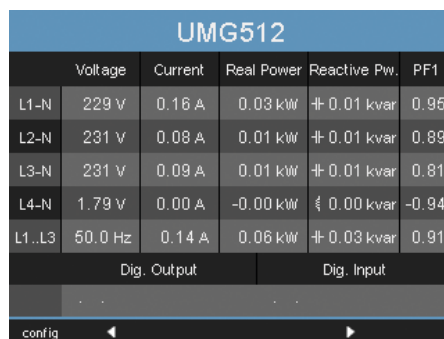 UMG512
Voltage Current Real Power Reactive Pw. PF1
L1-N 229 V 0.16 A 0.03 kW 0.01 kvar 0.95
L2-N 231 V 0.08 A 0.01 kW 0.01 kvar 0.89
L3-N 231 V 0.09 A 0.01 kW 0.01 kvar 0.81
L4-N 1.79 V 0.00 A -0.00 kW 0.00 kvar -0.94
L1..L3 50.0 Hz 0.14 A 0.06 kW 0.03 kvar 0.91
Dig. Output Dig. Input
config